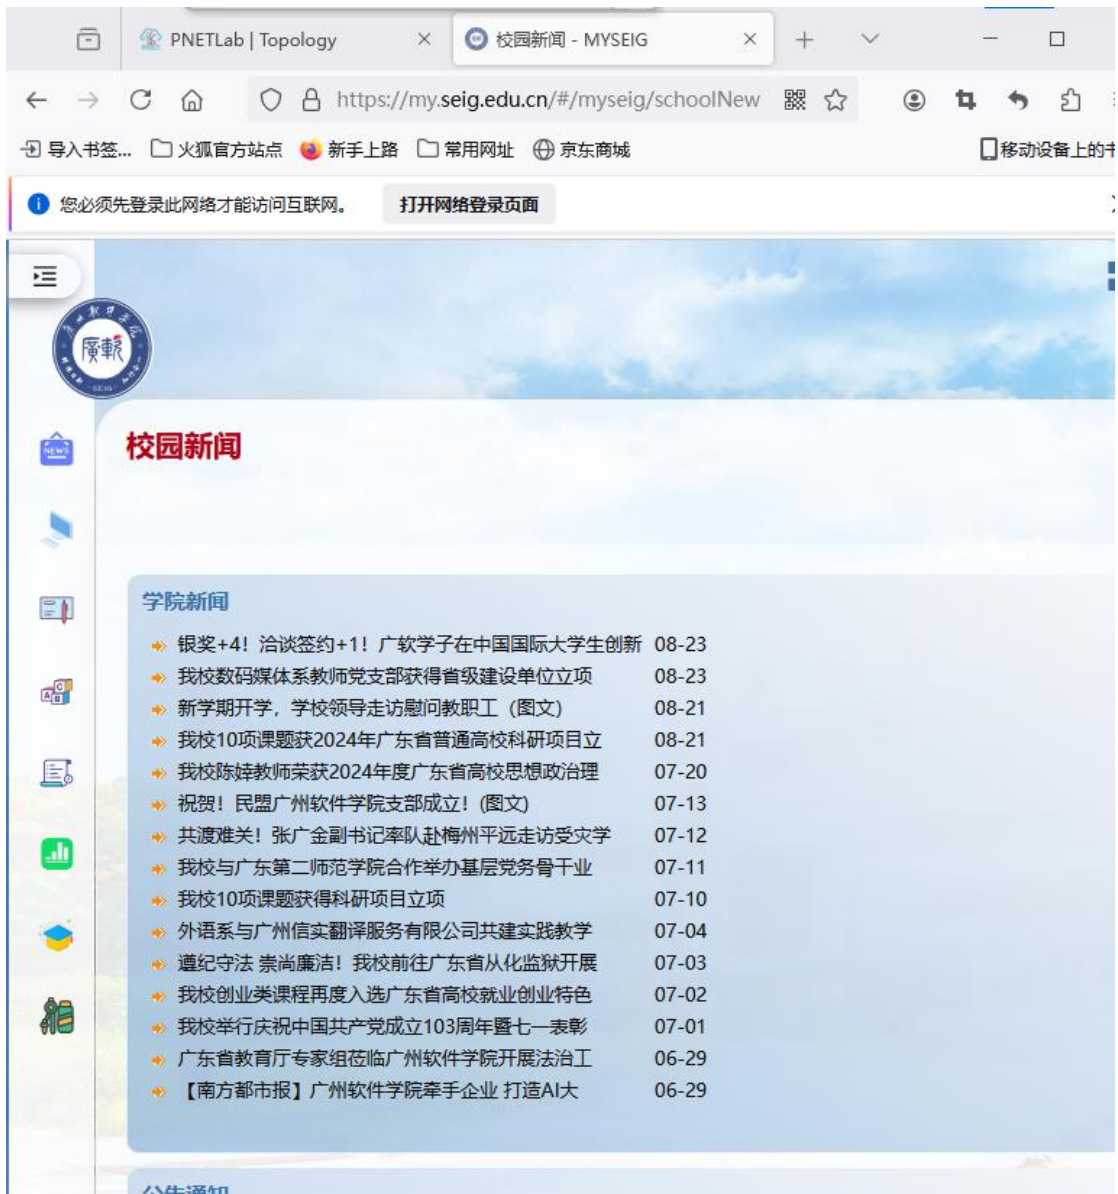 PNETLab | Topology
校园新闻 - MYSEIG
https://my.seig.edu.cn/#/myseig/schoolNew
导入书签...
火狐官方站点
新手上路
常用网址
京东商城
移动设备上的书
您必须先登录此网络才能访问互联网。
打开网络登录页面
廣軟
SEIG
NEWS
校园新闻
学院新闻
银奖+4！洽谈签约+1！广软学子在中国国际大学生创新 08-23
我校数码媒体系教师党支部获得省级建设单位立项 08-23
新学期开学，学校领导走访慰问教职工（图文） 08-21
我校10项课题获2024年广东省普通高校科研项目立 08-21
我校陈婞教师荣获2024年度广东省高校思想政治理 07-20
祝贺！民盟广州软件学院支部成立！(图文) 07-13
共渡难关！张广金副书记率队赴梅州平远走访受灾学 07-12
我校与广东第二师范学院合作举办基层党务骨干业 07-11
我校10项课题获得科研项目立项 07-10
外语系与广州信实翻译服务有限公司共建实践教学 07-04
遵纪守法 崇尚廉洁！我校前往广东省从化监狱开展 07-03
我校创业类课程再度入选广东省高校就业创业特色 07-02
我校举行庆祝中国共产党成立103周年暨七一表彰 07-01
广东省教育厅专家组莅临广州软件学院开展法治工 06-29
【南方都市报】广州软件学院牵手企业 打造AI大 06-29
公告通知